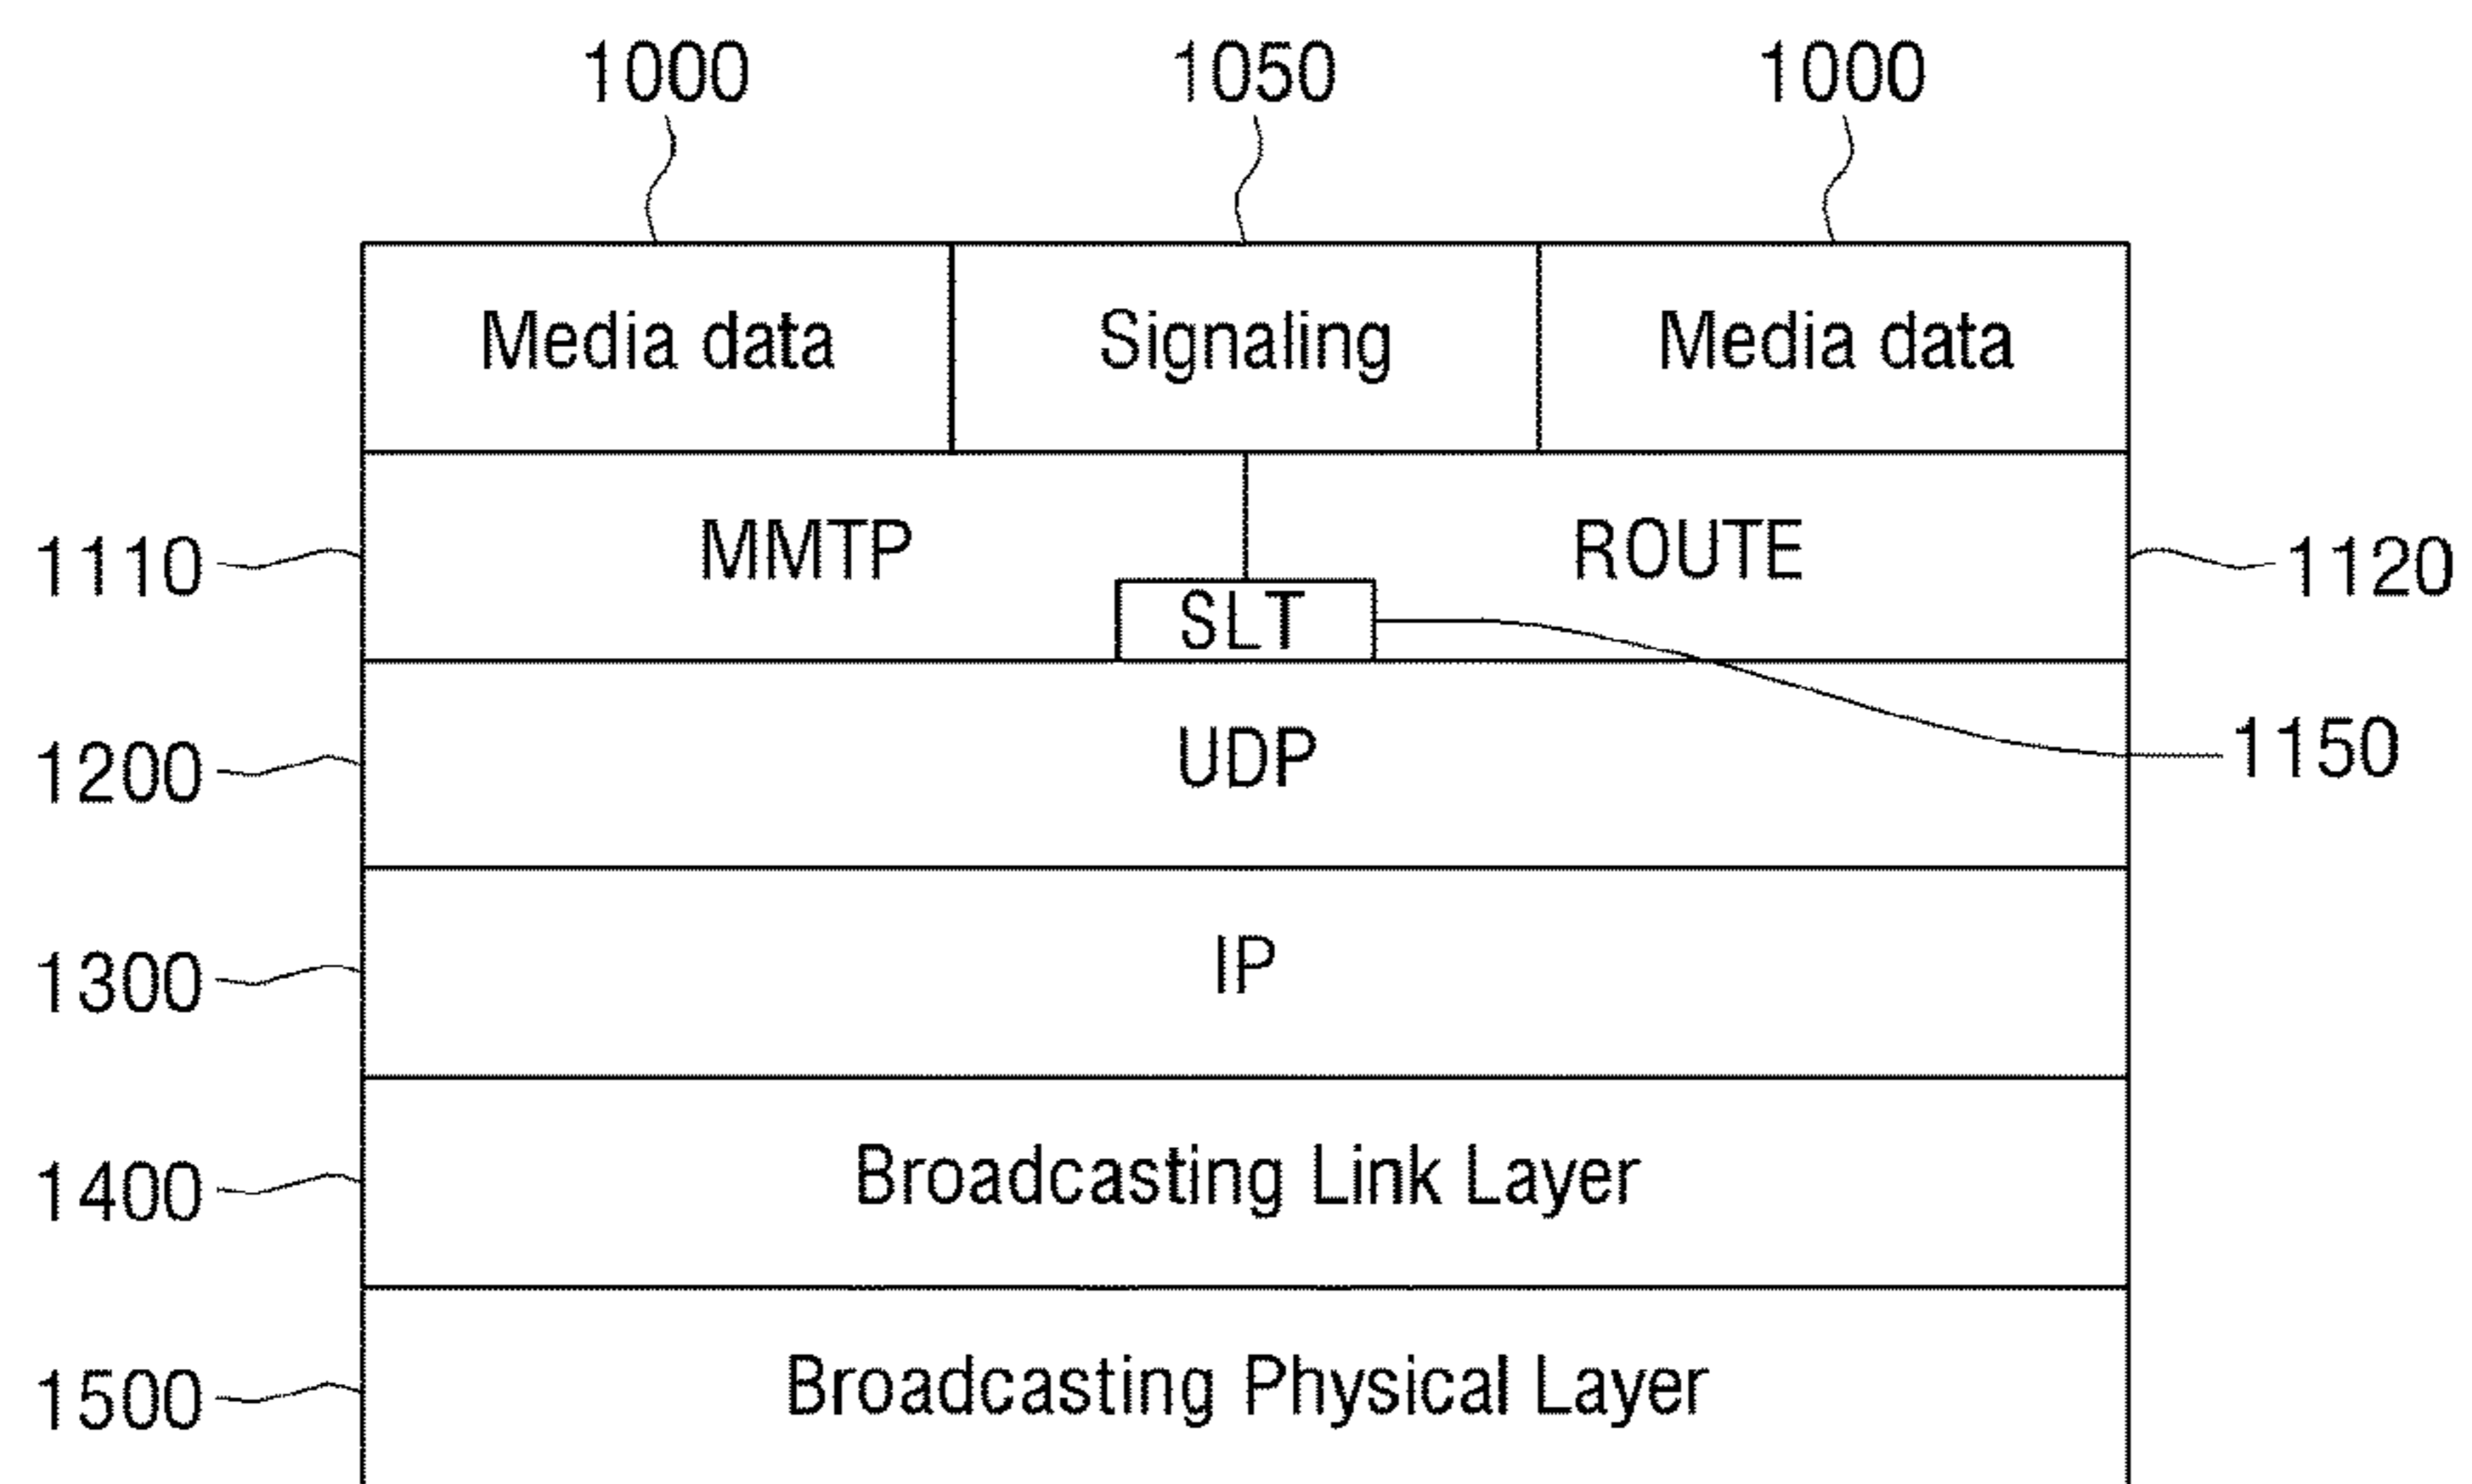 1000 1050 1000
Media data Signaling Media data
1110 MMTP ROUTE 1120
SLT
1200 UDP 1150
1300 IP
1400 Broadcasting Link Layer
1500 Broadcasting Physical Layer